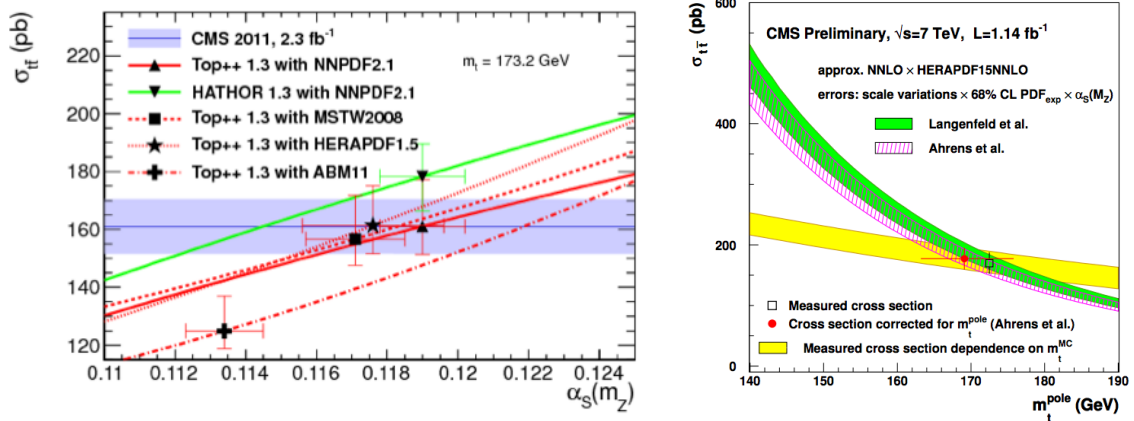 σtt̄ (pb)
220
200
180
160
140
120
CMS 2011, 2.3 fb⁻¹
Top++ 1.3 with NNPDF2.1
HATHOR 1.3 with NNPDF2.1
Top++ 1.3 with MSTW2008
Top++ 1.3 with HERAPDF1.5
Top++ 1.3 with ABM11
mt = 173.2 GeV
0.11 0.112 0.114 0.116 0.118 0.12 0.122 0.124
αS(mZ)
σtt̄ (pb)
600
400
200
0
CMS Preliminary, √s=7 TeV, L=1.14 fb⁻¹
approx. NNLO × HERAPDF15NNLO
errors: scale variations × 68% CL PDFexp × αS(MZ)
Langenfeld et al.
Ahrens et al.
Measured cross section
Cross section corrected for mtpole (Ahrens et al.)
Measured cross section dependence on mtMC
140 150 160 170 180 190
mtpole (GeV)